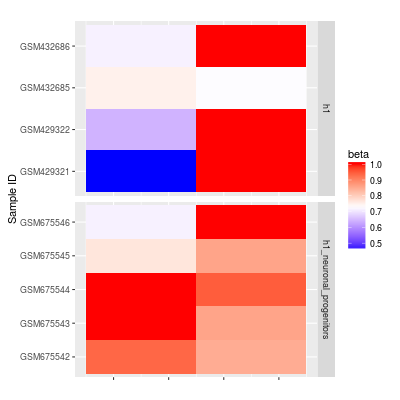 Sample ID
GSM432686
GSM432685
GSM429322
GSM429321
h1
GSM675546
GSM675545
GSM675544
GSM675543
GSM675542
h1_neuronal_progenitors
beta
1.0
0.9
0.8
0.7
0.6
0.5